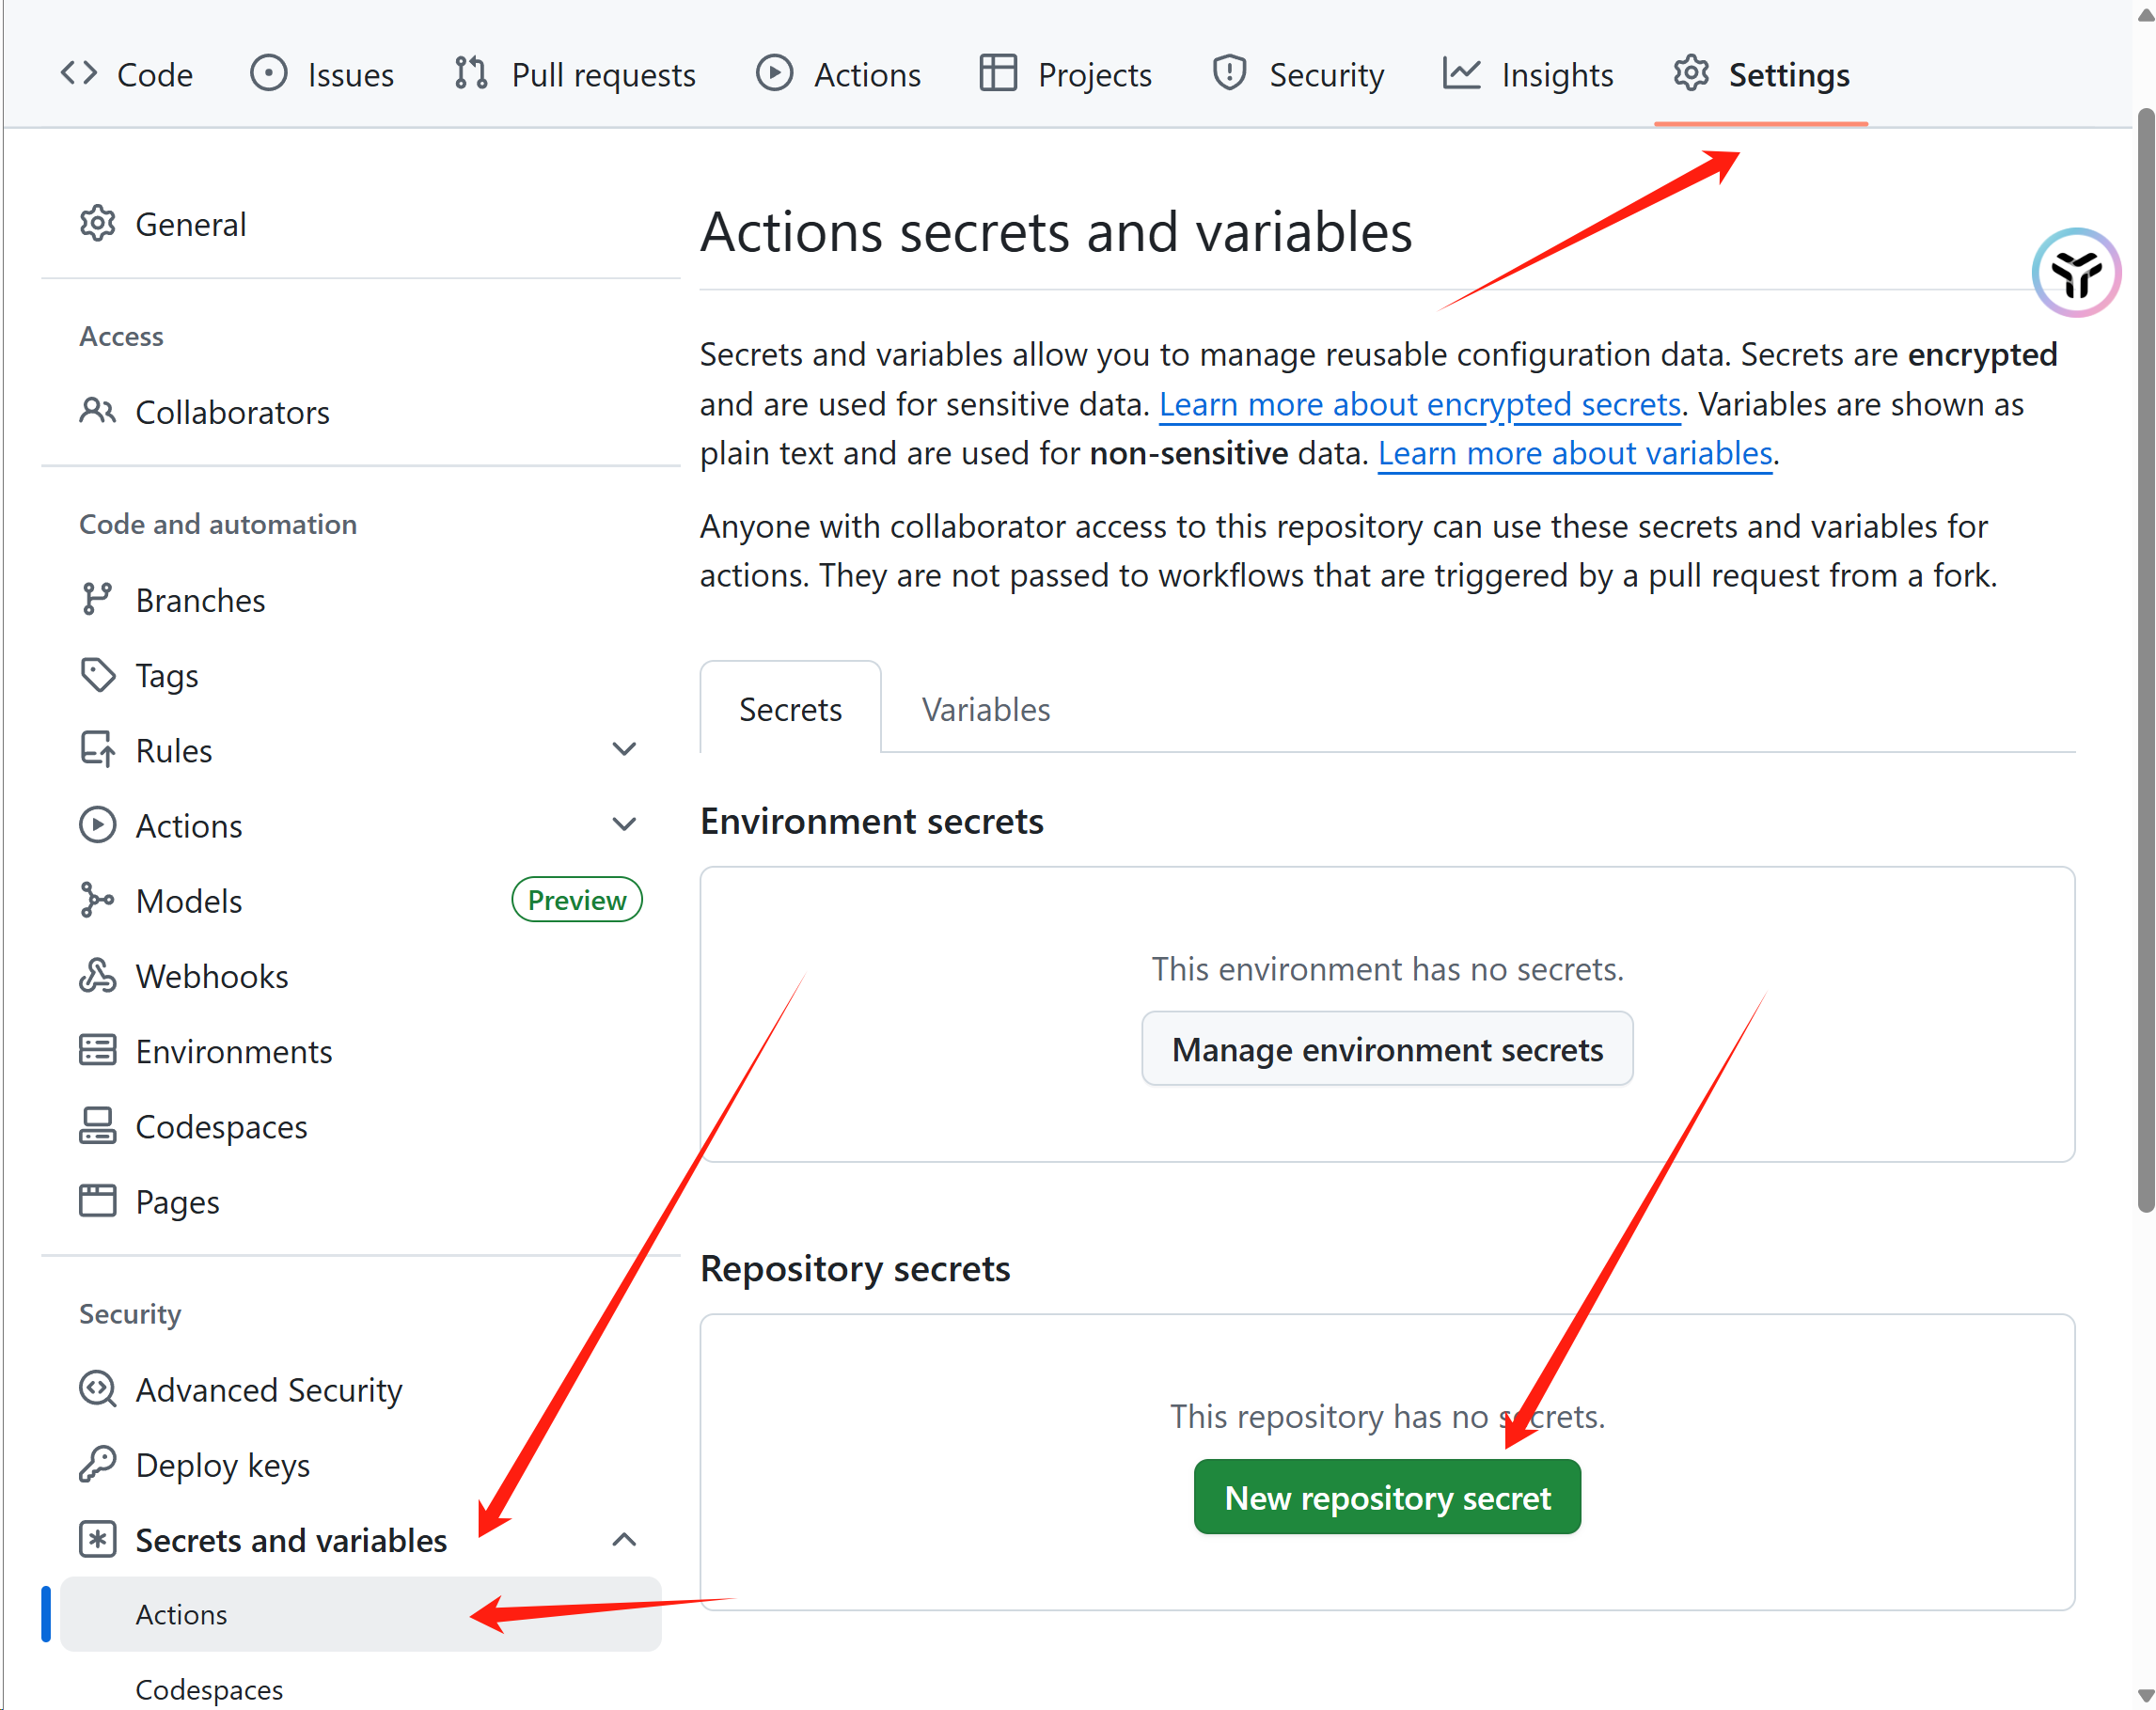 Code
Issues
Pull requests
Actions
Projects
Security
Insights
Settings
General
Access
Collaborators
Code and automation
Branches
Tags
Rules
Actions
Models
Preview
Webhooks
Environments
Codespaces
Pages
Security
Advanced Security
Deploy keys
Secrets and variables
Actions
Codespaces
Actions secrets and variables
Secrets and variables allow you to manage reusable configuration data. Secrets are encrypted
and are used for sensitive data. Learn more about encrypted secrets. Variables are shown as
plain text and are used for non-sensitive data. Learn more about variables.
Anyone with collaborator access to this repository can use these secrets and variables for
actions. They are not passed to workflows that are triggered by a pull request from a fork.
Secrets
Variables
Environment secrets
This environment has no secrets.
Manage environment secrets
Repository secrets
This repository has no secrets.
New repository secret